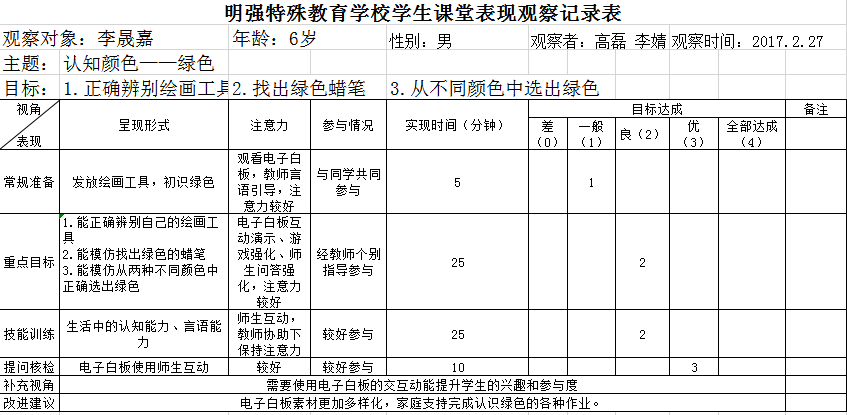 明强特殊教育学校学生课堂表现观察记录表
观察对象：李晟嘉 年龄：6岁 性别：男 观察者：高磊 李婧 观察时间：2017.2.27
主题： 认知颜色——绿色
目标： 1.正确辨别绘画工具 2.找出绿色蜡笔 3.从不同颜色中选出绿色
视角
表现
呈现形式
注意力
参与情况
实现时间（分钟）
目标达成
备注
差
（0）
一般
（1）
良（2）
优
（3）
全部达成
（4）
常规准备
发放绘画工具，初识绿色
观看电子白
板，教师言
语引导，注
意力较好
与同学共同
参与
5
1
重点目标
1.能正确辨别自己的绘画工
具
2.能模仿找出绿色的蜡笔
3.能模仿从两种不同颜色中
正确选出绿色
电子白板互
动演示、游
戏强化、师
生问答强
化，注意力
较好
经教师个别
指导参与
25
2
技能训练
生活中的认知能力、言语能
力
师生互动，
教师协助下
保持注意力
较好参与
25
2
提问核检
电子白板使用师生互动
较好
较好参与
10
3
补充视角
需要使用电子白板的交互动能提升学生的兴趣和参与度
改进建议
电子白板素材更加多样化，家庭支持完成认识绿色的各种作业。